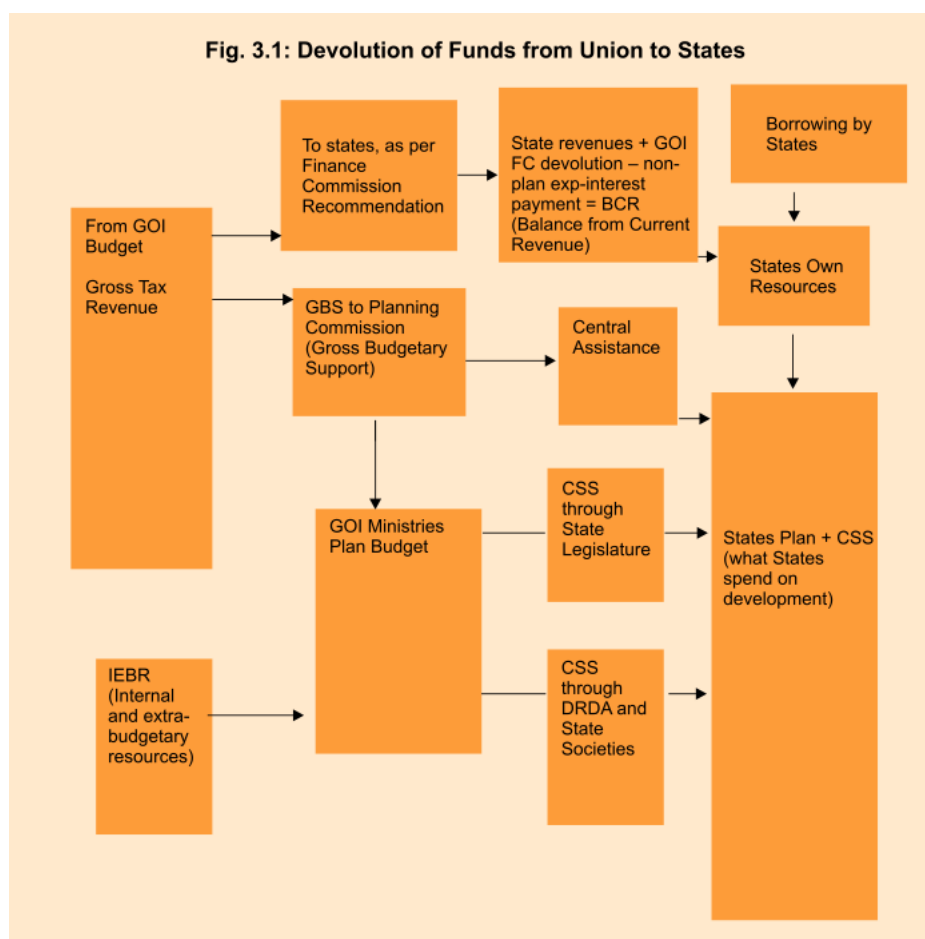 Fig. 3.1: Devolution of Funds from Union to States
From GOI
Budget
Gross Tax
Revenue
To states, as per
Finance
Commission
Recommendation
State revenues + GOI
FC devolution – non-
plan exp-interest
payment = BCR
(Balance from Current
Revenue)
Borrowing by
States
States Own
Resources
GBS to Planning
Commission
(Gross Budgetary
Support)
Central
Assistance
GOI Ministries
Plan Budget
CSS
through
State
Legislature
States Plan + CSS
(what States
spend on
development)
IEBR
(Internal
and extra-
budgetary
resources)
CSS
through
DRDA and
State
Societies